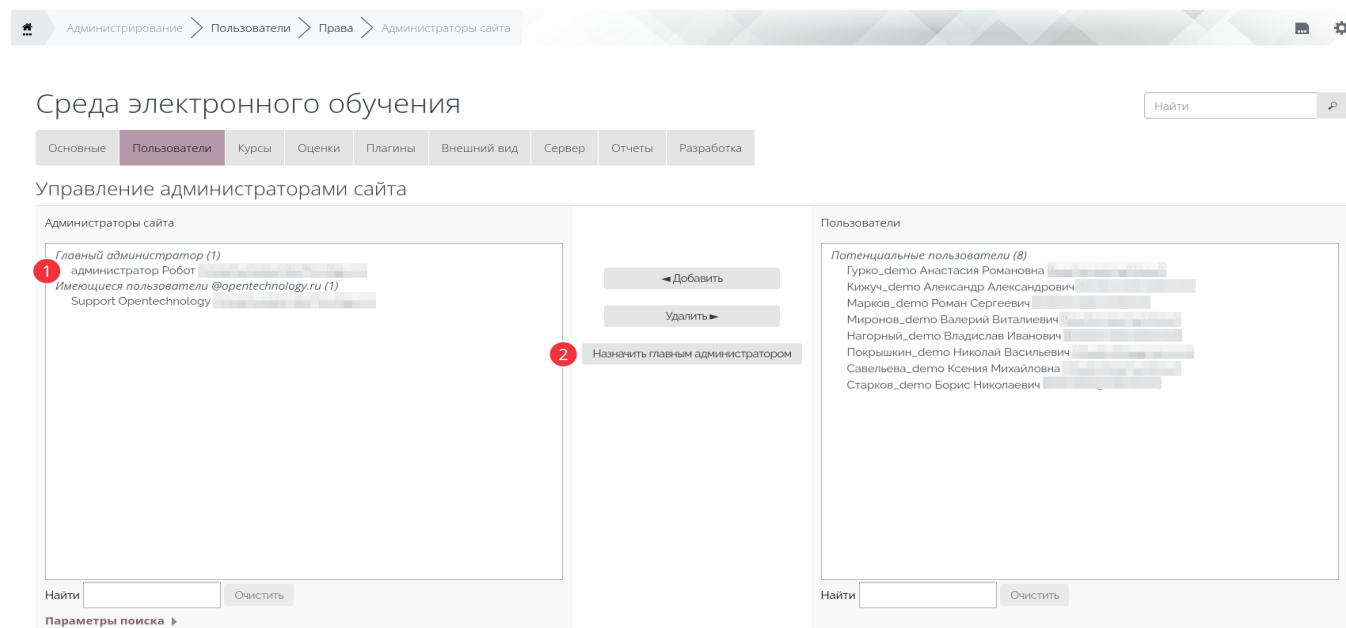 Администрирование Пользователи Права Администраторы сайта
Среда электронного обучения
Найти
Основные Пользователи Курсы Оценки Плагины Внешний вид Сервер Отчеты Разработка
Управление администраторами сайта
Администраторы сайта
Главный администратор (1)
1
администратор Робот
Имеющиеся пользователи @opentechnology.ru (1)
Support Opentechnology
◄ Добавить
Удалить ►
2 Назначить главным администратором
Пользователи
Потенциальные пользователи (8)
Гурко_demo Анастасия Романовна
Кижуч_demo Александр Александрович
Марков_demo Роман Сергеевич
Миронов_demo Валерий Виталиевич
Нагорный_demo Владислав Иванович
Покрышкин_demo Николай Васильевич
Савельева_demo Ксения Михайловна
Старков_demo Борис Николаевич
Найти Очистить
Параметры поиска ▶
Найти Очистить